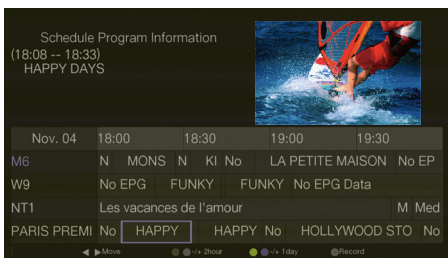 Schedule Program Information
(18:08 -- 18:33)
HAPPY DAYS
Nov. 04 18:00 18:30 19:00 19:30
M6 N MONS N KI No LA PETITE MAISON No EP
W9 No EPG FUNKY FUNKY No EPG Data
NT1 Les vacances de l'amour M Med
PARIS PREMI No HAPPY HAPPY No HOLLYWOOD STO No
Move -/+ 2hour -/+ 1day Record